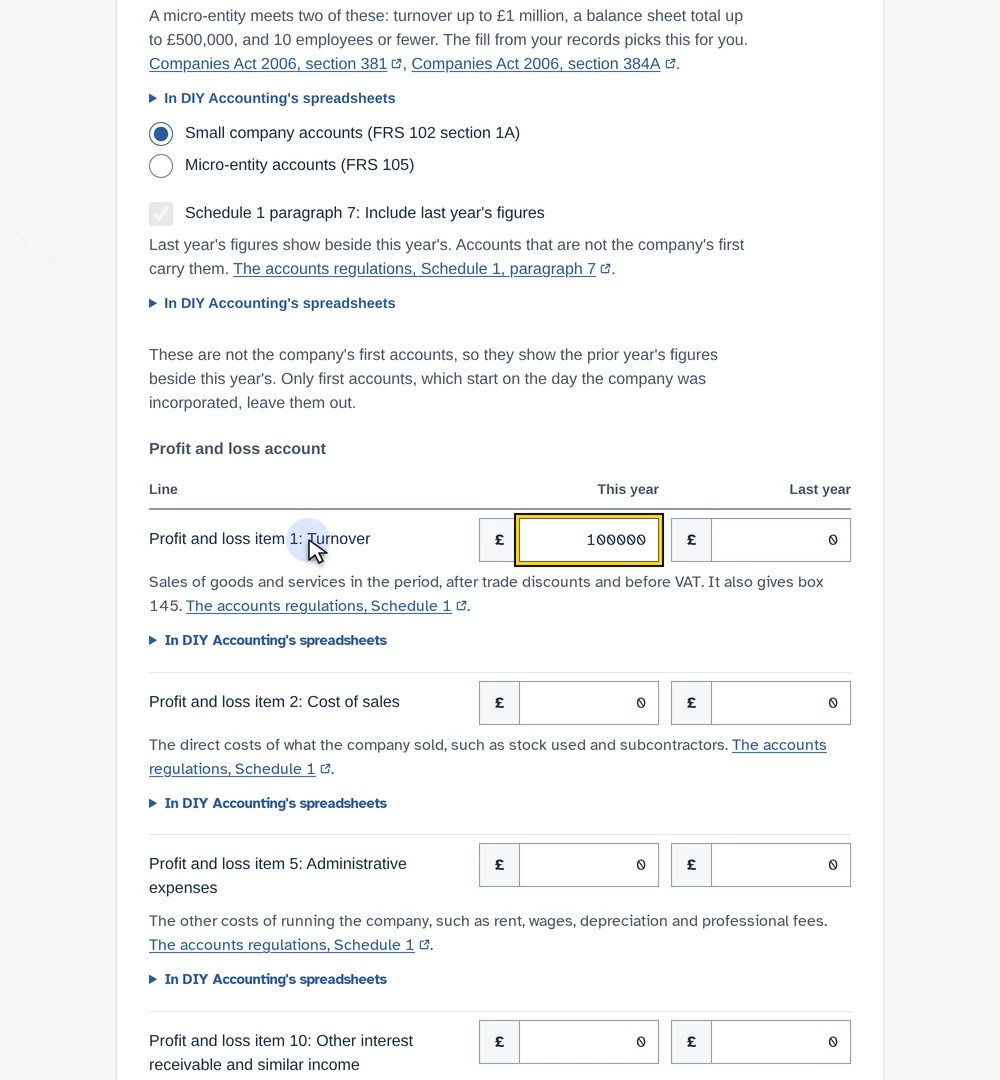 A micro-entity meets two of these: turnover up to £1 million, a balance sheet total up
to £500,000, and 10 employees or fewer. The fill from your records picks this for you.
Companies Act 2006, section 381, Companies Act 2006, section 384A.
In DIY Accounting's spreadsheets
Small company accounts (FRS 102 section 1A)
Micro-entity accounts (FRS 105)
Schedule 1 paragraph 7: Include last year's figures
Last year's figures show beside this year's. Accounts that are not the company's first
carry them. The accounts regulations, Schedule 1, paragraph 7.
In DIY Accounting's spreadsheets
These are not the company's first accounts, so they show the prior year's figures
beside this year's. Only first accounts, which start on the day the company was
incorporated, leave them out.
Profit and loss account
Line This year Last year
Profit and loss item 1: Turnover £ 100000 £ 0
Sales of goods and services in the period, after trade discounts and before VAT. It also gives box
145. The accounts regulations, Schedule 1.
In DIY Accounting's spreadsheets
Profit and loss item 2: Cost of sales £ 0 £ 0
The direct costs of what the company sold, such as stock used and subcontractors. The accounts
regulations, Schedule 1.
In DIY Accounting's spreadsheets
Profit and loss item 5: Administrative £ 0 £ 0
expenses
The other costs of running the company, such as rent, wages, depreciation and professional fees.
The accounts regulations, Schedule 1.
In DIY Accounting's spreadsheets
Profit and loss item 10: Other interest £ 0 £ 0
receivable and similar income